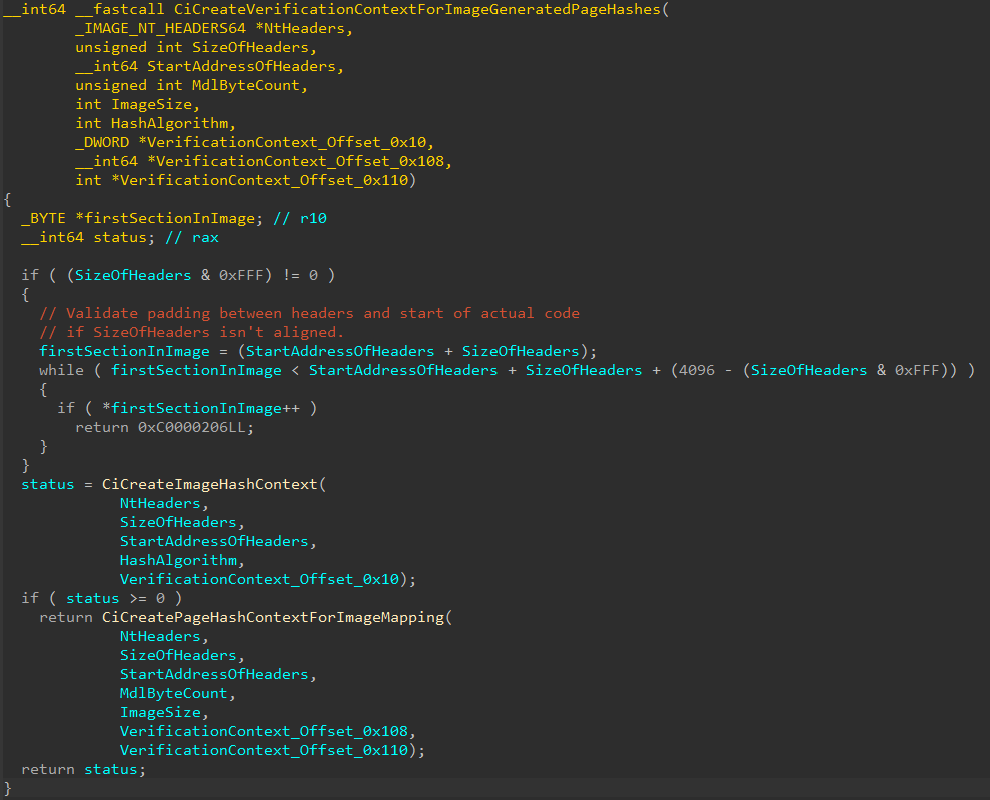 __int64 __fastcall CiCreateVerificationContextForImageGeneratedPageHashes(
        _IMAGE_NT_HEADERS64 *NtHeaders,
        unsigned int SizeOfHeaders,
        __int64 StartAddressOfHeaders,
        unsigned int MdlByteCount,
        int ImageSize,
        int HashAlgorithm,
        _DWORD *VerificationContext_Offset_0x10,
        __int64 *VerificationContext_Offset_0x108,
        int *VerificationContext_Offset_0x110)
{
  _BYTE *firstSectionInImage; // r10
  __int64 status; // rax

  if ( (SizeOfHeaders & 0xFFF) != 0 )
  {
    // Validate padding between headers and start of actual code
    // if SizeOfHeaders isn't aligned.
    firstSectionInImage = (StartAddressOfHeaders + SizeOfHeaders);
    while ( firstSectionInImage < StartAddressOfHeaders + SizeOfHeaders + (4096 - (SizeOfHeaders & 0xFFF)) )
    {
      if ( *firstSectionInImage++ )
        return 0xC0000206LL;
    }
  }
  status = CiCreateImageHashContext(
             NtHeaders,
             SizeOfHeaders,
             StartAddressOfHeaders,
             HashAlgorithm,
             VerificationContext_Offset_0x10);
  if ( status >= 0 )
    return CiCreatePageHashContextForImageMapping(
             NtHeaders,
             SizeOfHeaders,
             StartAddressOfHeaders,
             MdlByteCount,
             ImageSize,
             VerificationContext_Offset_0x108,
             VerificationContext_Offset_0x110);
  return status;
}